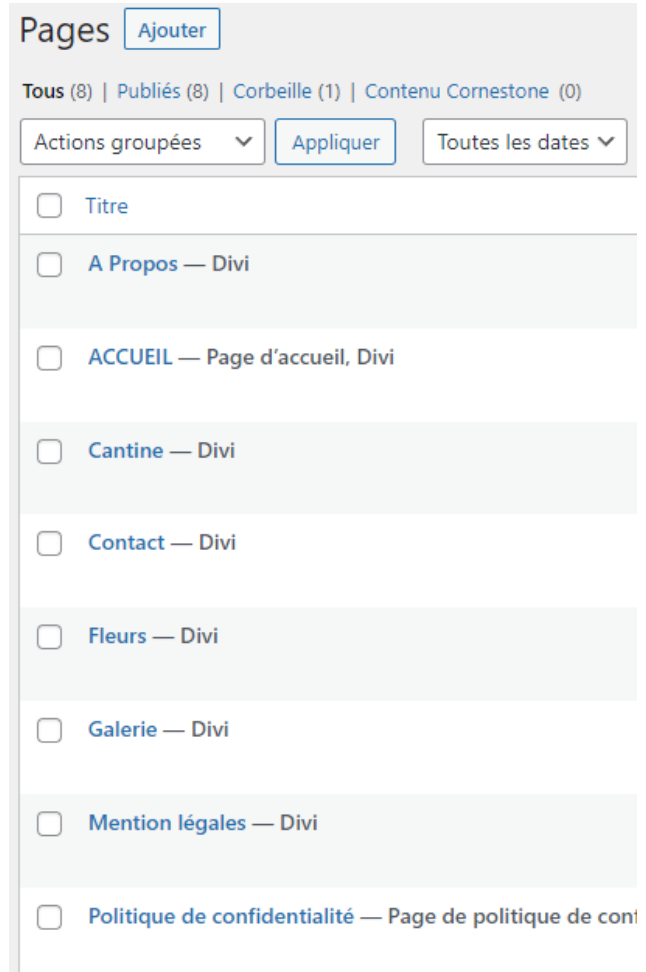 Pages Ajouter
Tous (8) | Publiés (8) | Corbeille (1) | Contenu Cornestone (0)
Actions groupées Appliquer Toutes les dates
Titre
A Propos — Divi
ACCUEIL — Page d’accueil, Divi
Cantine — Divi
Contact — Divi
Fleurs — Divi
Galerie — Divi
Mention légales — Divi
Politique de confidentialité — Page de politique de